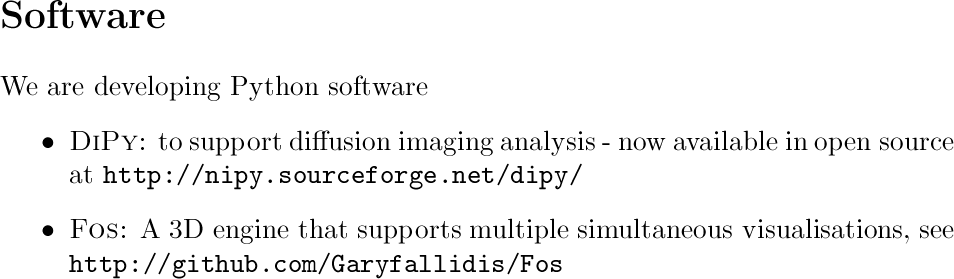 Software
We are developing Python software
• DiPy: to support diffusion imaging analysis - now available in open source
at http://nipy.sourceforge.net/dipy/
• Fos: A 3D engine that supports multiple simultaneous visualisations, see
http://github.com/Garyfallidis/Fos